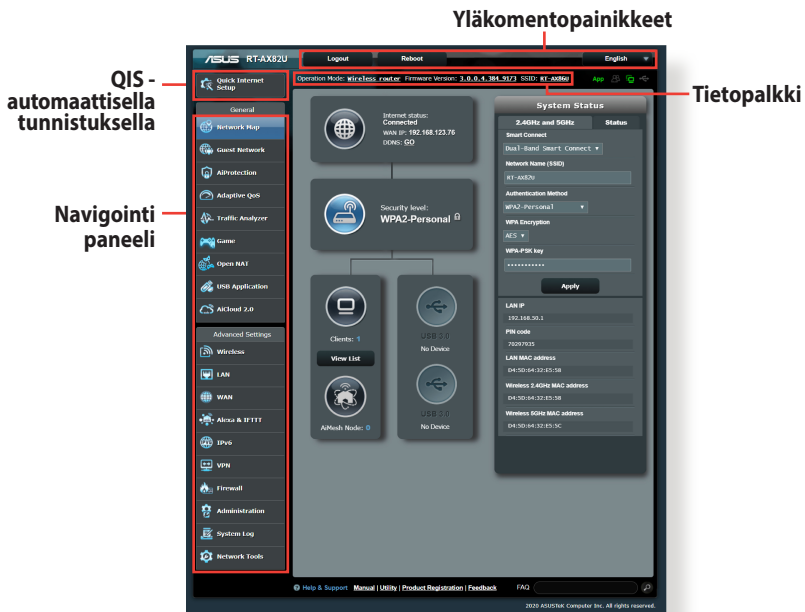 Yläkomentopainikkeet
ASUS RT-AX82U
Logout
Reboot
English
QIS - automaattisella tunnistuksella
Quick Internet Setup
Operation Mode: Wireless router Firmware Version: 3.0.0.4.384_9173 SSID: RT-AX86U
App
Tietopalkki
Navigointi paneeli
General
Network Map
Guest Network
AiProtection
Adaptive QoS
Traffic Analyzer
Game
Open NAT
USB Application
AiCloud 2.0
Advanced Settings
Wireless
LAN
WAN
Alexa & IFTTT
IPv6
VPN
Firewall
Administration
System Log
Network Tools
Internet status:
Connected
WAN IP: 192.168.123.76
DDNS: GO
Security level:
WPA2-Personal
Clients: 1
View List
AiMesh Node: 0
USB 3.0
No Device
USB 3.0
No Device
System Status
2.4GHz and 5GHz
Status
Smart Connect
Dual-Band Smart Connect
Network Name (SSID)
RT-AX82U
Authentication Method
WPA2-Personal
WPA Encryption
AES
WPA-PSK key
Apply
LAN IP
192.168.50.1
PIN code
70297935
LAN MAC address
D4:5D:64:32:E5:58
Wireless 2.4GHz MAC address
D4:5D:64:32:E5:58
Wireless 5GHz MAC address
D4:5D:64:32:E5:5C
Help & Support Manual | Utility | Product Registration | Feedback
FAQ
2020 ASUSTeK Computer Inc. All rights reserved.